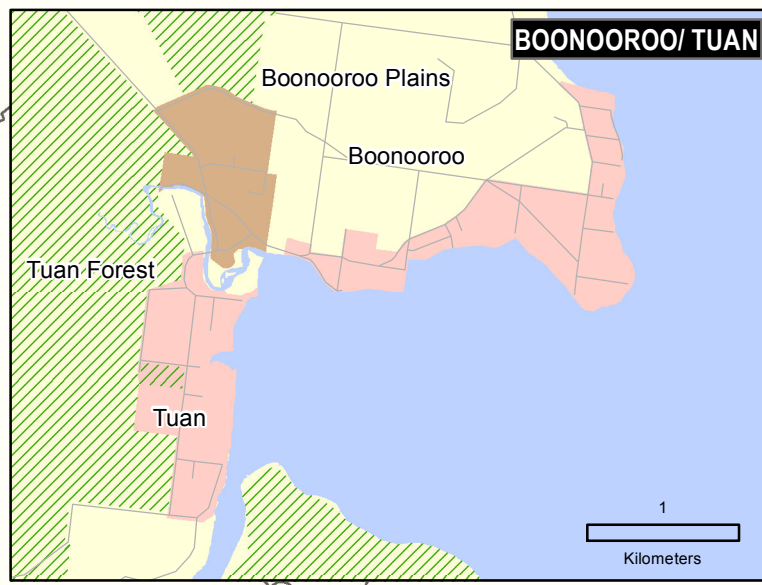 BOONOOROO/ TUAN
Boonooroo Plains
Boonooroo
Tuan Forest
Tuan
1
Kilometers